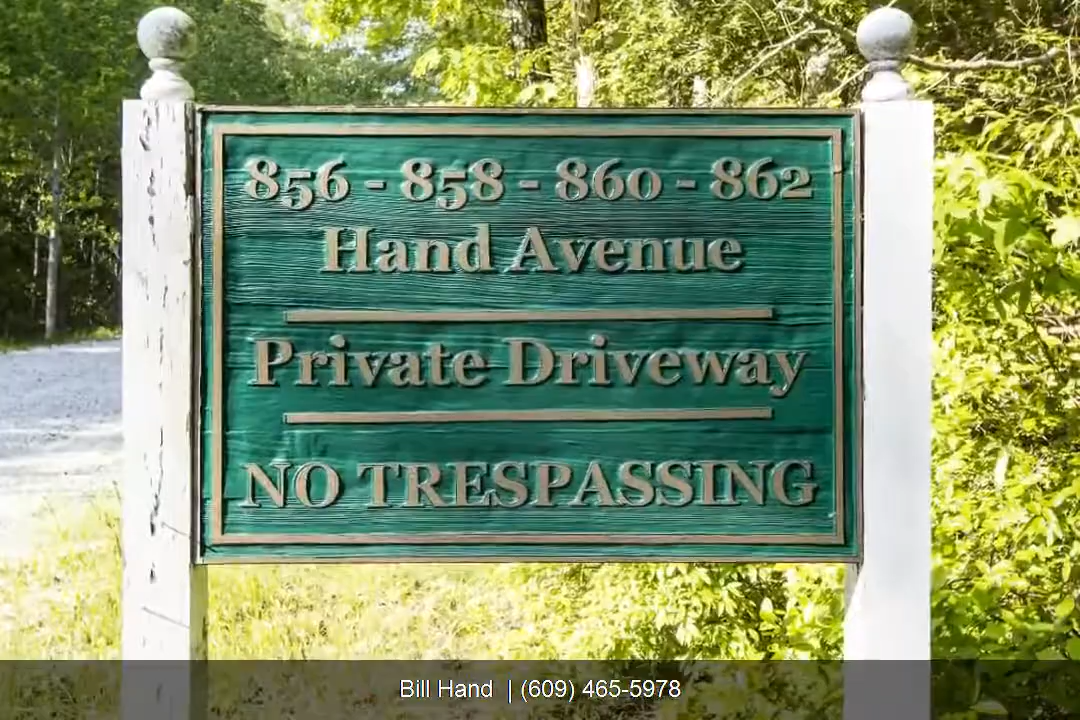 856 - 858 - 860 - 862
Hand Avenue
Private Driveway
NO TRESPASSING
Bill Hand | (609) 465-5978